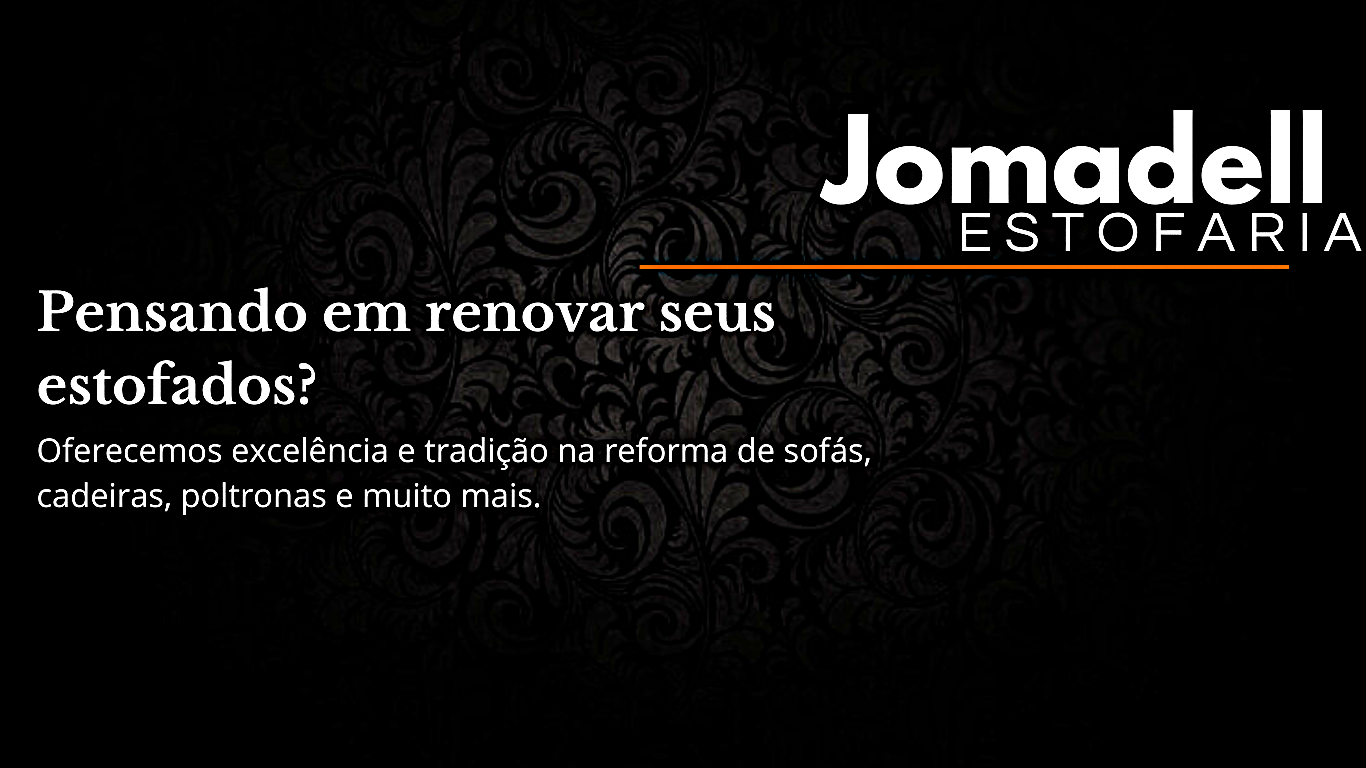 Jomadell
ESTOFARIA
Pensando em renovar seus
estofados?
Oferecemos excelência e tradição na reforma de sofás,
cadeiras, poltronas e muito mais.